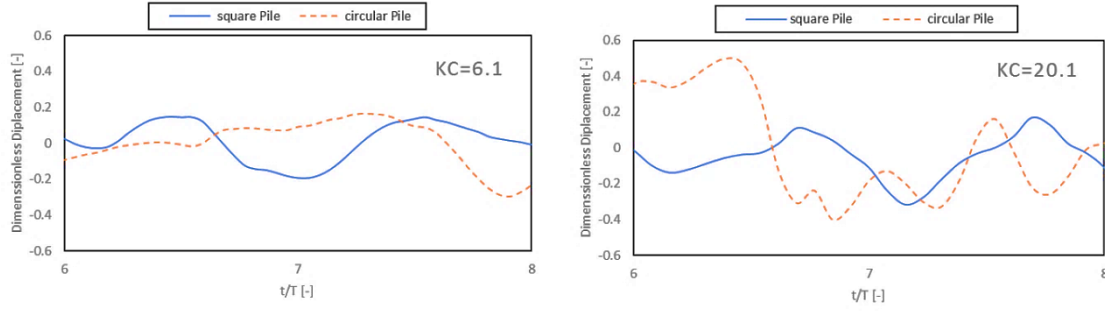 square Pile circular Pile
0.6
0.4
0.2
0
-0.2
-0.4
-0.6
Dimenssionless Diplacement [-]
KC=6.1
6 7 8
t/T [-]
square Pile circular Pile
0.6
0.4
0.2
0
-0.2
-0.4
-0.6
Dimenssionless Diplacement [-]
KC=20.1
6 7 8
t/T [-]